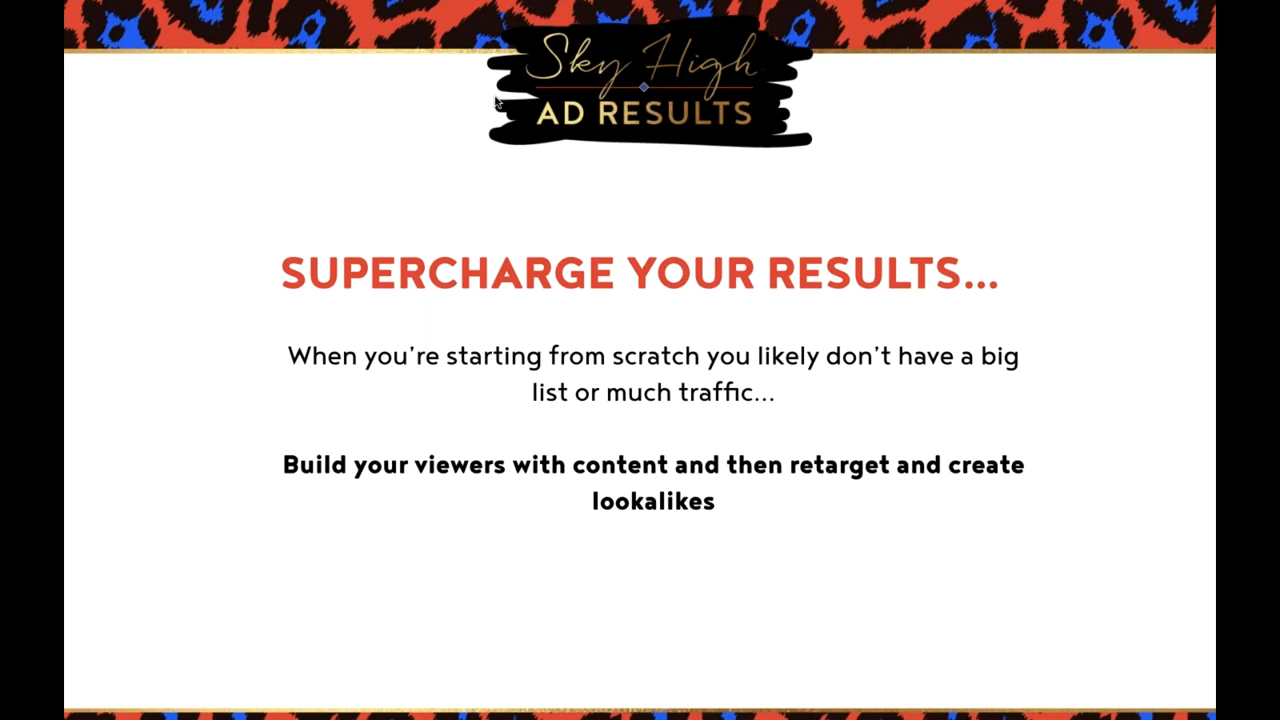 Sky High
AD RESULTS
SUPERCHARGE YOUR RESULTS...
When you're starting from scratch you likely don't have a big
list or much traffic...
Build your viewers with content and then retarget and create
lookalikes